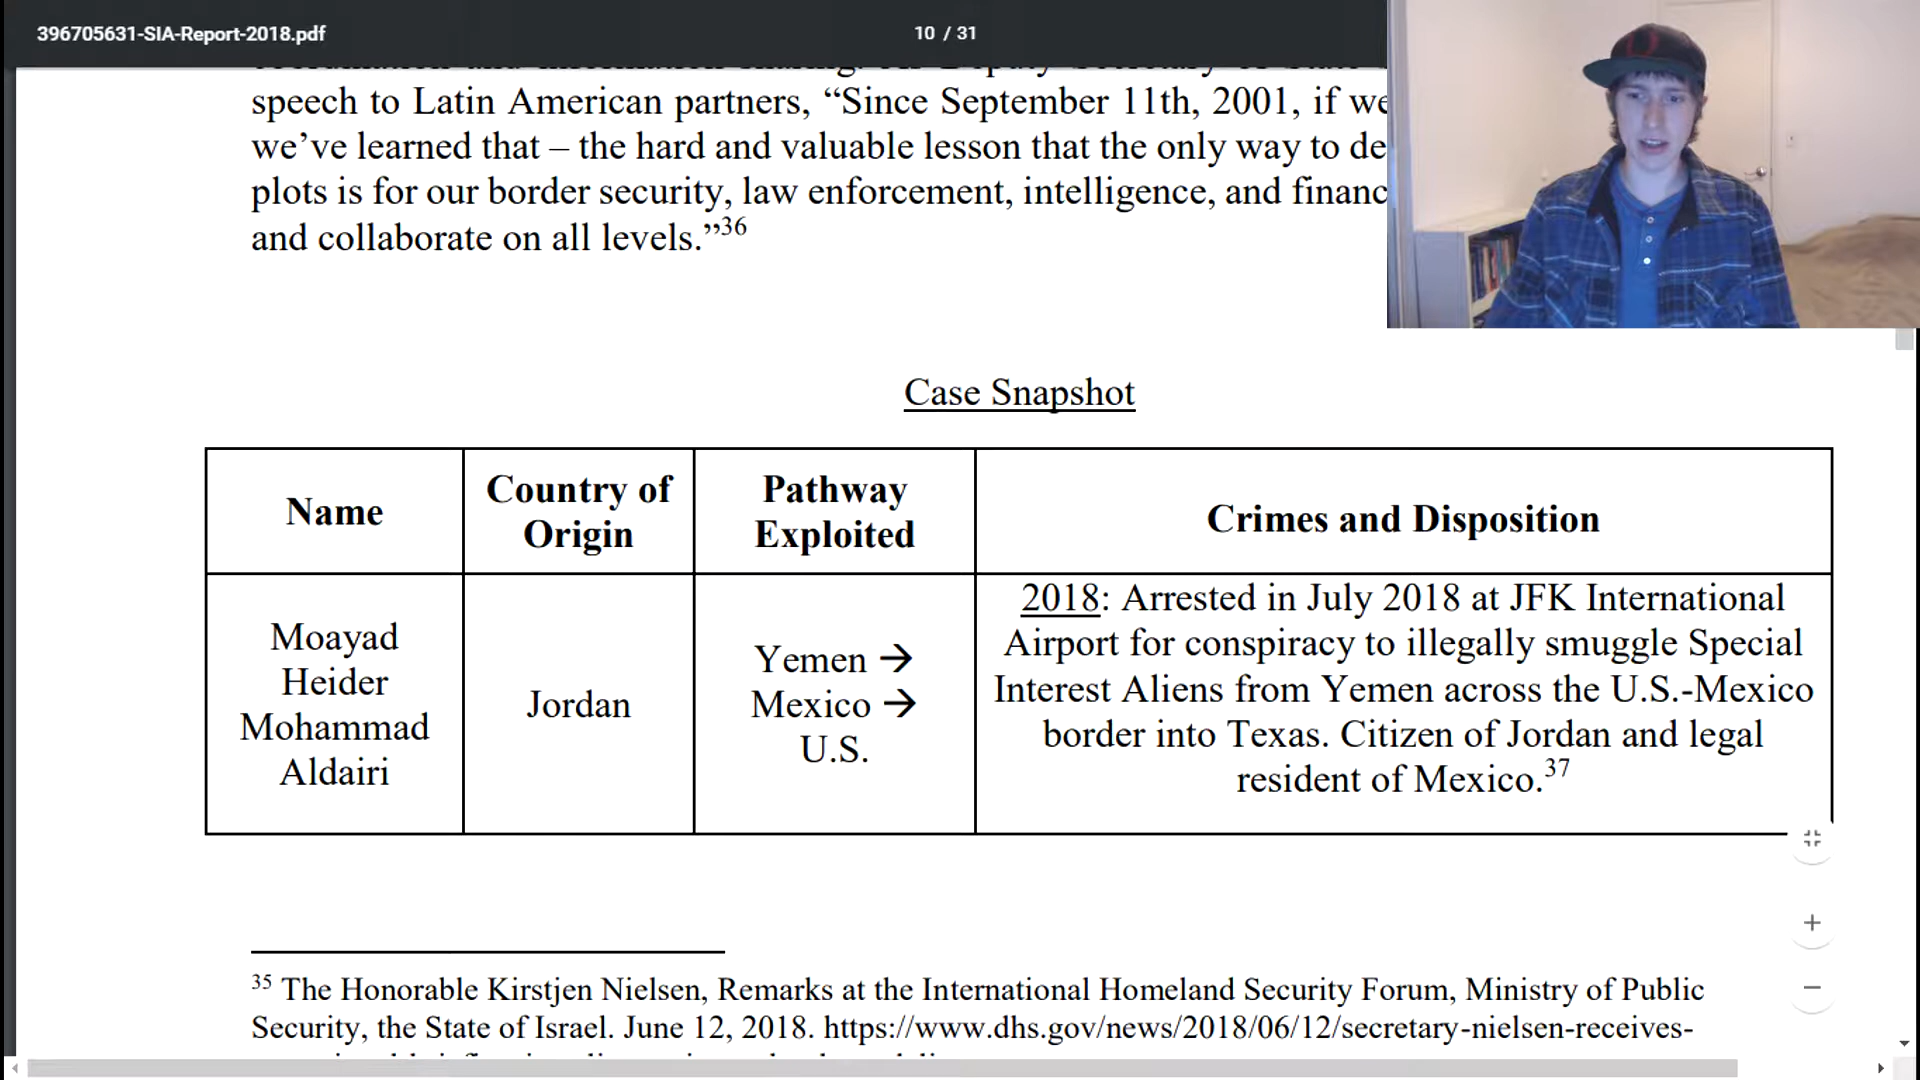 396705631-SIA-Report-2018.pdf
10 / 31
speech to Latin American partners, “Since September 11th, 2001, if we
we’ve learned that – the hard and valuable lesson that the only way to de
plots is for our border security, law enforcement, intelligence, and financ
and collaborate on all levels.”36
Case Snapshot
Name
Country of
Origin
Pathway
Exploited
Crimes and Disposition
Moayad
Heider
Mohammad
Aldairi
Jordan
Yemen →
Mexico →
U.S.
2018: Arrested in July 2018 at JFK International
Airport for conspiracy to illegally smuggle Special
Interest Aliens from Yemen across the U.S.-Mexico
border into Texas. Citizen of Jordan and legal
resident of Mexico.37
35 The Honorable Kirstjen Nielsen, Remarks at the International Homeland Security Forum, Ministry of Public
Security, the State of Israel. June 12, 2018. https://www.dhs.gov/news/2018/06/12/secretary-nielsen-receives-